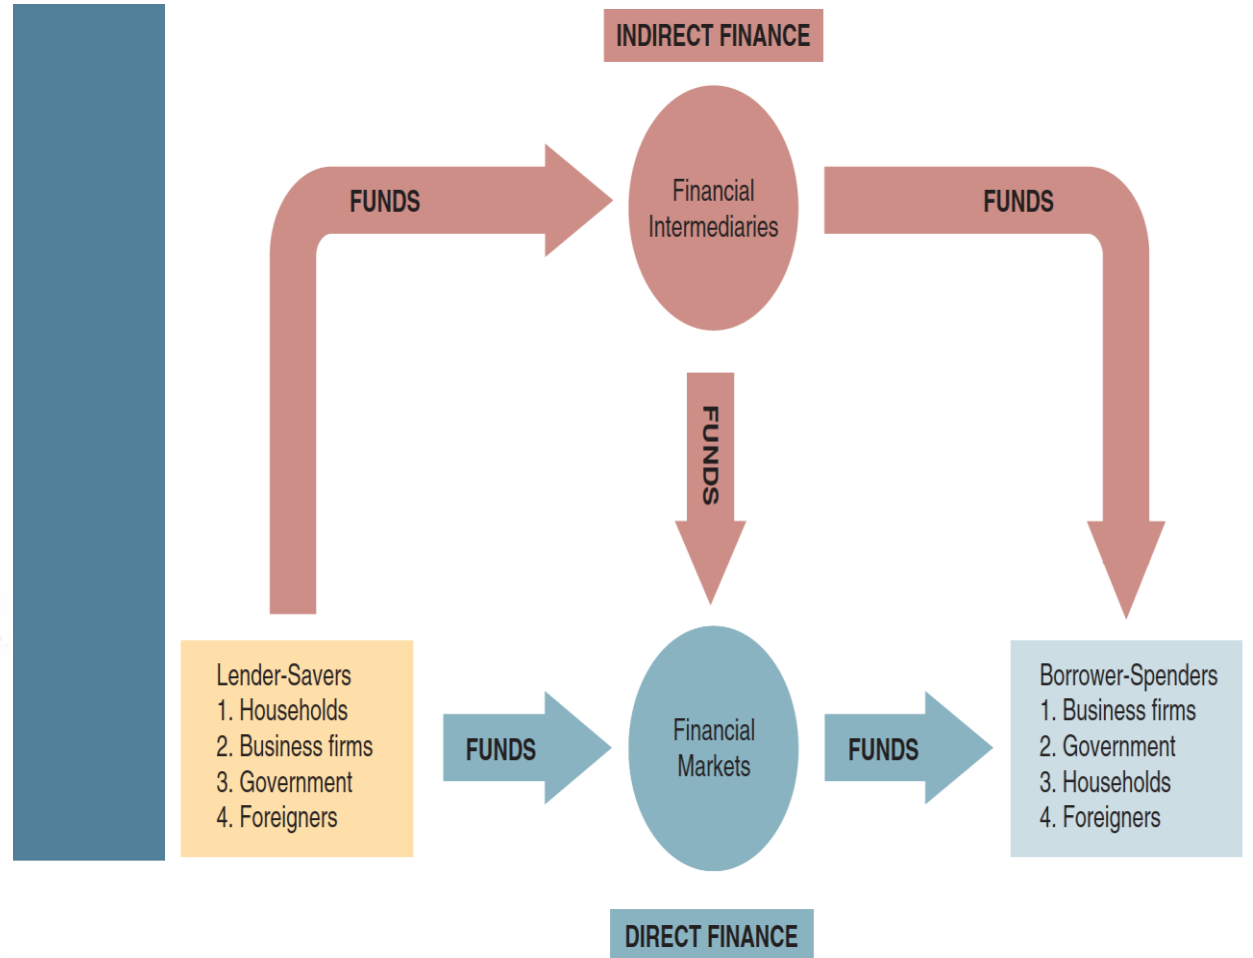 INDIRECT FINANCE
Financial
Intermediaries
FUNDS
FUNDS
FUNDS
Lender-Savers
1. Households
2. Business firms
3. Government
4. Foreigners
FUNDS
Financial
Markets
FUNDS
Borrower-Spenders
1. Business firms
2. Government
3. Households
4. Foreigners
DIRECT FINANCE